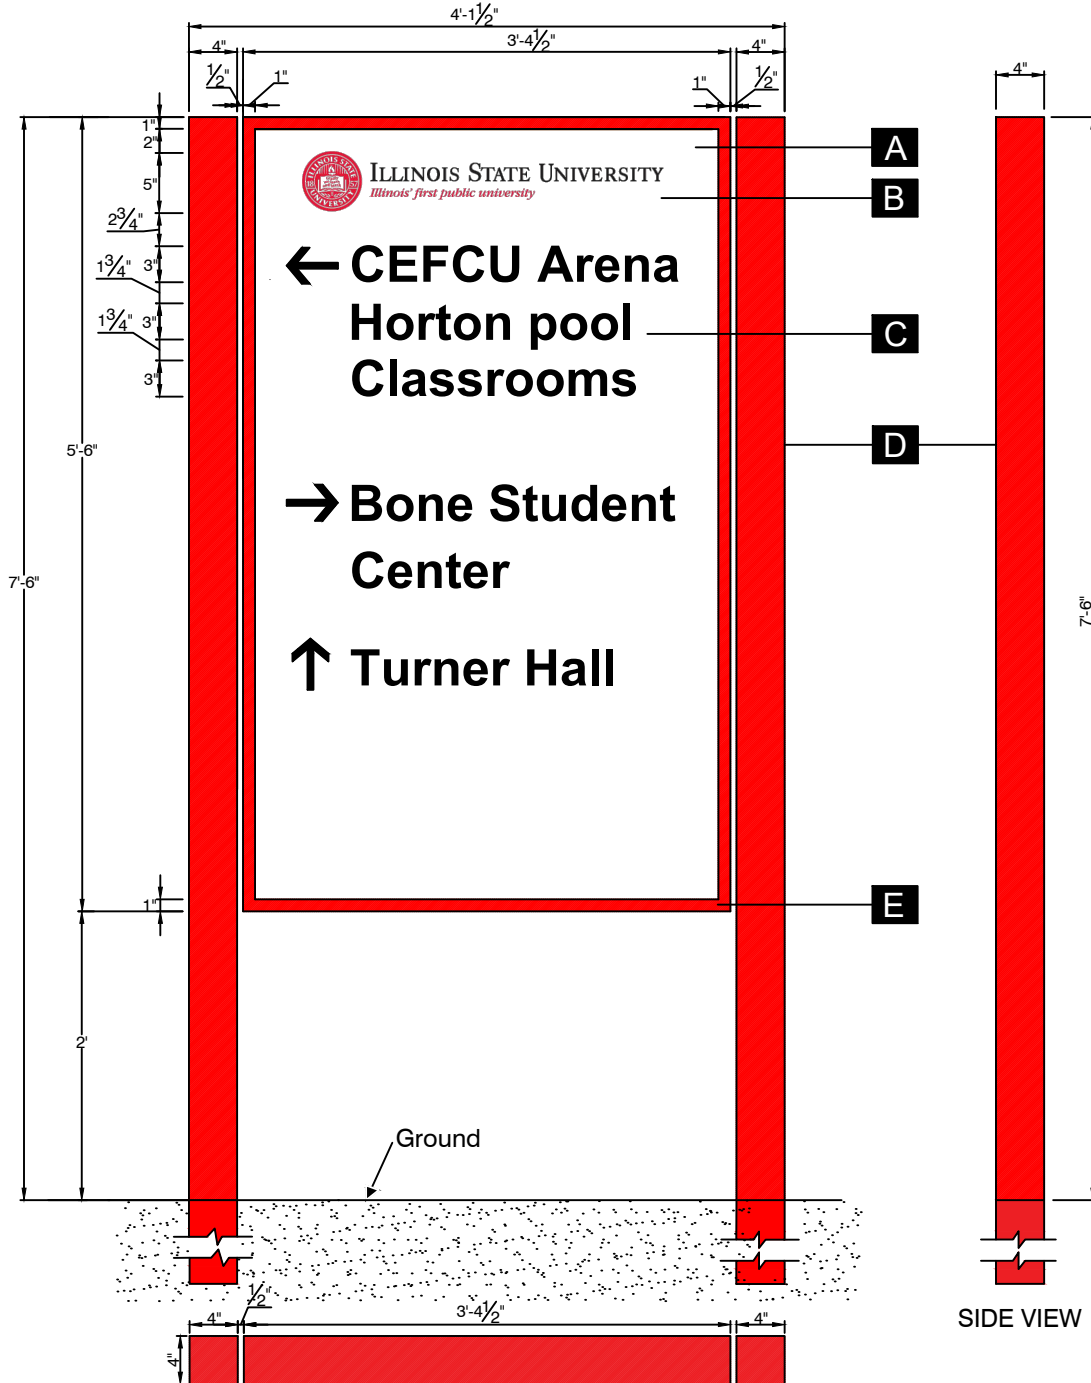 4'-1½"
4" 3'-4½" 4"
½" 1" 1" ½" 4"
1"
2"
5"
2¾"
1¾" 3"
1¾" 3"
3"
5'-6"
7'-6"
1"
2'
ILLINOIS STATE UNIVERSITY
ILLINOIS STATE UNIVERSITY
Illinois' first public university
← CEFCU Arena
Horton pool
Classrooms
→ Bone Student
Center
↑ Turner Hall
A
B
C
D
E
7'-6"
Ground
SIDE VIEW
4" ½" 3'-4½" 4"
4"